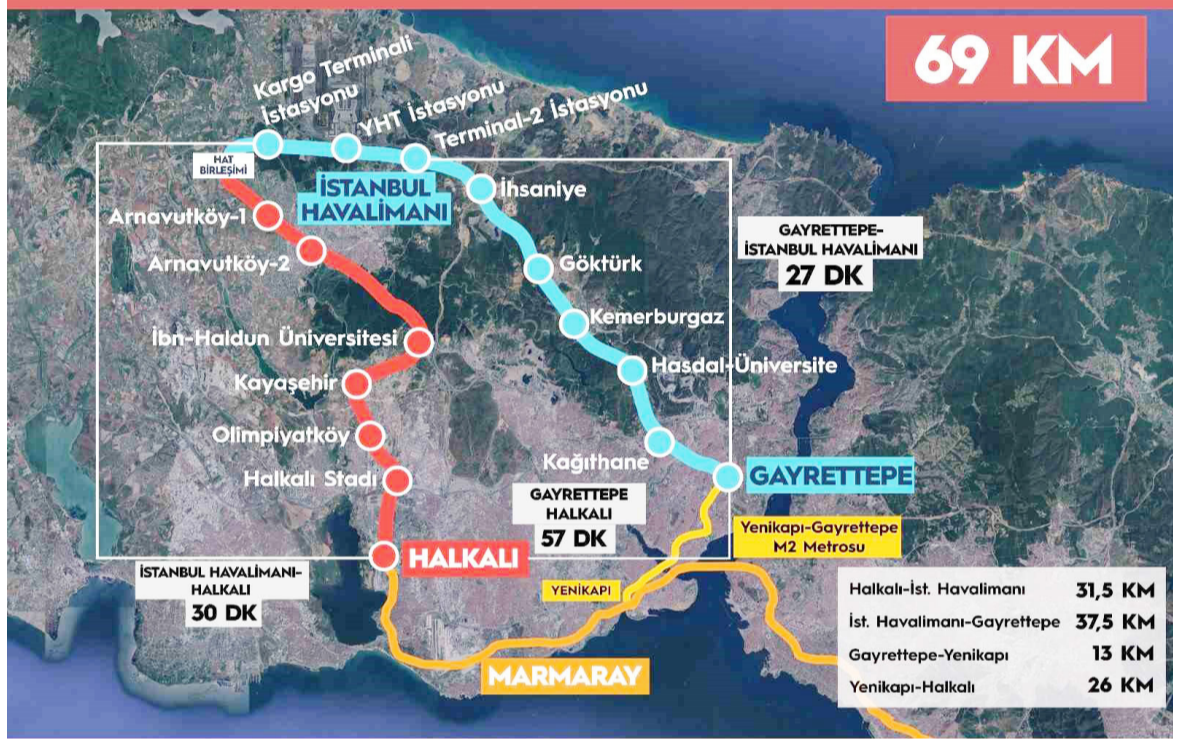 69 KM
Kargo Terminali
İstasyonu
YHT İstasyonu
Terminal-2 İstasyonu
HAT
BİRLEŞİMİ
İSTANBUL
HAVALİMANI
İhsaniye
Arnavutköy-1
Arnavutköy-2
Göktürk
GAYRETTEPE-
İSTANBUL HAVALİMANI
27 DK
Kemerburgaz
İbn-Haldun Üniversitesi
Hasdal-Üniversite
Kayaşehir
Olimpiyatköy
Kağıthane
Halkalı Stadı
GAYRETTEPE
GAYRETTEPE
HALKALI
57 DK
Yenikapı-Gayrettepe
M2 Metrosu
HALKALI
İSTANBUL HAVALİMANI-
HALKALI
30 DK
YENİKAPI
MARMARAY
Halkalı-İst. Havalimanı 31,5 KM
İst. Havalimanı-Gayrettepe 37,5 KM
Gayrettepe-Yenikapı 13 KM
Yenikapı-Halkalı 26 KM